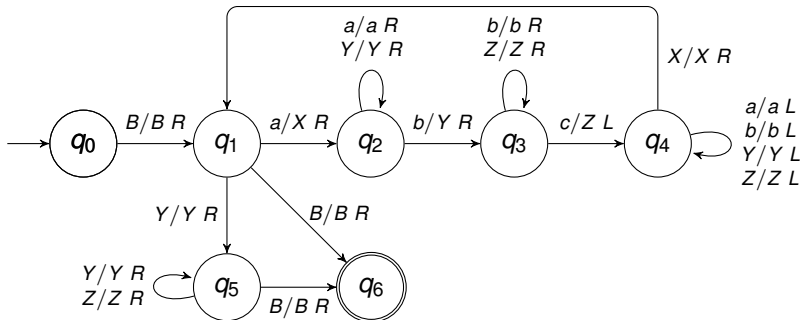 a/a R
Y/Y R
b/b R
Z/Z R
X/X R
q0
B/B R
q1
a/X R
q2
b/Y R
q3
c/Z L
q4
a/a L
b/b L
Y/Y L
Z/Z L
Y/Y R
B/B R
Y/Y R
Z/Z R
q5
B/B R
q6